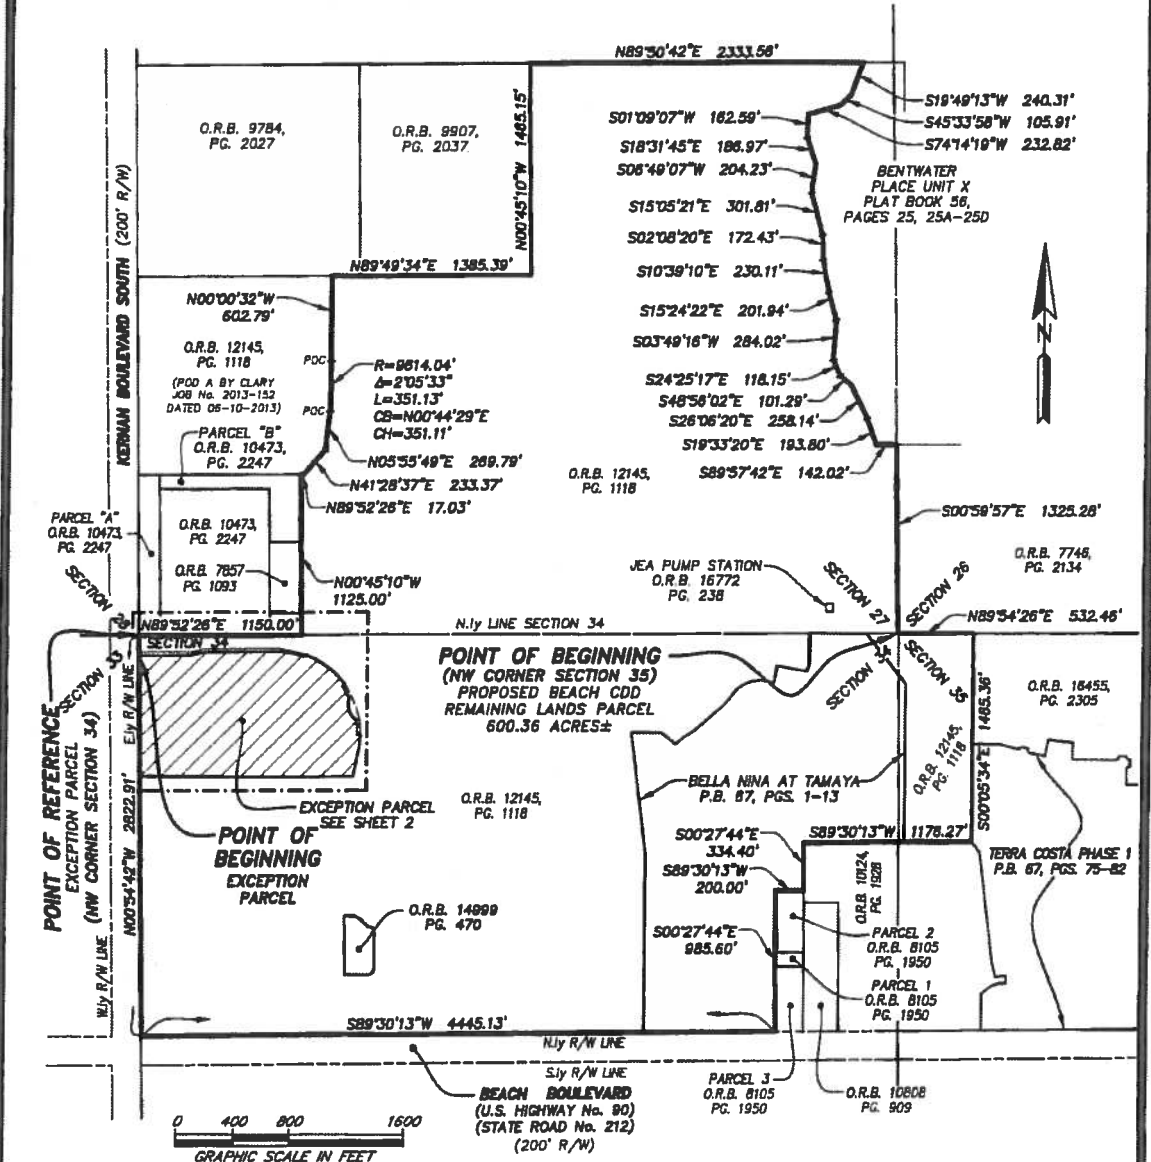 N89°50'42"E 2333.56'
S19°49'13"W 240.31'
S45°33'58"W 105.91'
S74°14'19"W 232.82'
S01°09'07"W 162.59'
S18°31'45"E 186.97'
S06°49'07"W 204.23'
S15°05'21"E 301.81'
S02°08'20"E 172.43'
S10°39'10"E 230.11'
S15°24'22"E 201.94'
S03°49'16"W 284.02'
S24°25'17"E 118.15'
S48°58'02"E 101.29'
S26°06'20"E 258.14'
S19°33'20"E 193.80'
S89°57'42"E 142.02'
BENTWATER
PLACE UNIT X
PLAT BOOK 56,
PAGES 25, 25A-25D
O.R.B. 9784,
PG. 2027
O.R.B. 9907,
PG. 2037
N00°45'10"W 1485.15'
KERNAN BOULEVARD SOUTH (200' R/W)
N89°49'34"E 1385.39'
N00°00'32"W
602.79'
O.R.B. 12145,
PG. 1118
(POD A BY CLARY
JOB No. 2013-152
DATED 06-10-2013)
POC
POC
R=9614.04'
Δ=2°05'33"
L=351.13'
CB=N00°44'29"E
CH=351.11'
PARCEL "B"
O.R.B. 10473,
PG. 2247
N05°55'49"E 269.79'
N41°28'37"E 233.37'
N89°52'26"E 17.03'
O.R.B. 12145,
PG. 1118
N
PARCEL "A"
O.R.B. 10473,
PG. 2247
O.R.B. 10473,
PG. 2247
O.R.B. 7857
PG. 1093
N00°45'10"W
1125.00'
S00°59'57"E 1325.28'
O.R.B. 7746,
PG. 2134
JEA PUMP STATION
O.R.B. 16772
PG. 238
SECTION 27
SECTION 26
N89°54'26"E 532.46'
N89°52'26"E 1150.00'
N.ly LINE SECTION 34
SECTION 34
SECTION 33
POINT OF BEGINNING
(NW CORNER SECTION 35)
PROPOSED BEACH CDD
REMAINING LANDS PARCEL
600.36 ACRES±
SECTION 35
O.R.B. 16455,
PG. 2305
S00°05'34"E 1485.36'
O.R.B. 12145,
PG. 1118
POINT OF REFERENCE
EXCEPTION PARCEL
(NW CORNER SECTION 34)
E.ly R/W LINE
N00°54'42"W 2822.91'
W.ly R/W LINE
EXCEPTION PARCEL
SEE SHEET 2
POINT OF
BEGINNING
EXCEPTION
PARCEL
O.R.B. 12145,
PG. 1118
BELLA NINA AT TAMAYA
P.B. 67, PGS. 1-13
S00°27'44"E
334.40'
S89°30'13"W 1176.27'
S89°30'13"W
200.00'
O.R.B. 10124,
PG. 1928
TERRA COSTA PHASE 1
P.B. 67, PGS. 75-82
O.R.B. 14999
PG. 470
S00°27'44"E
985.60'
PARCEL 2
O.R.B. 8105
PG. 1950
PARCEL 1
O.R.B. 8105
PG. 1950
S89°30'13"W 4445.13'
N.ly R/W LINE
S.ly R/W LINE
BEACH BOULEVARD
(U.S. HIGHWAY No. 90)
(STATE ROAD No. 212)
(200' R/W)
PARCEL 3
O.R.B. 8105
PG. 1950
O.R.B. 10808
PG. 909
0 400 800 1600
GRAPHIC SCALE IN FEET